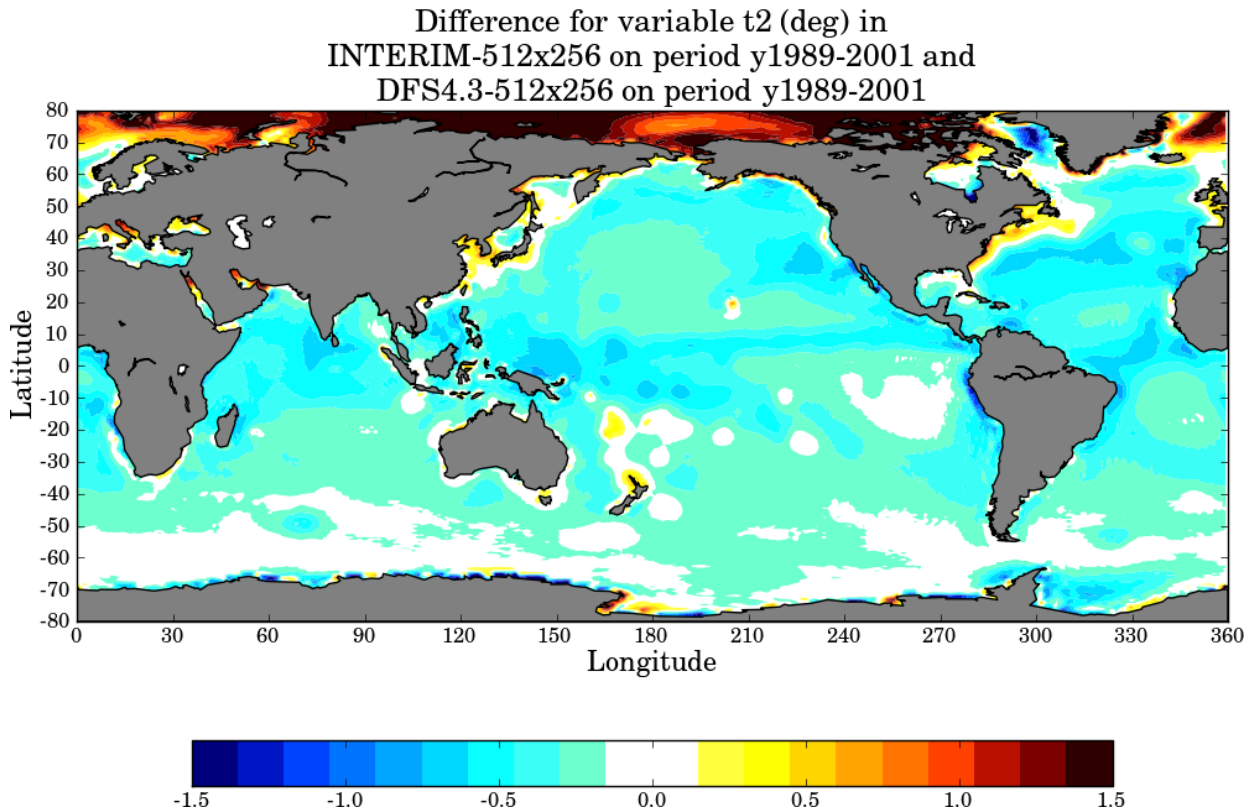 Difference for variable t2 (deg) in
INTERIM-512x256 on period y1989-2001 and
DFS4.3-512x256 on period y1989-2001
80
70
60
50
40
30
20
10
0
-10
-20
-30
-40
-50
-60
-70
-80
Latitude
0 30 60 90 120 150 180 210 240 270 300 330 360
Longitude
-1.5 -1.0 -0.5 0.0 0.5 1.0 1.5